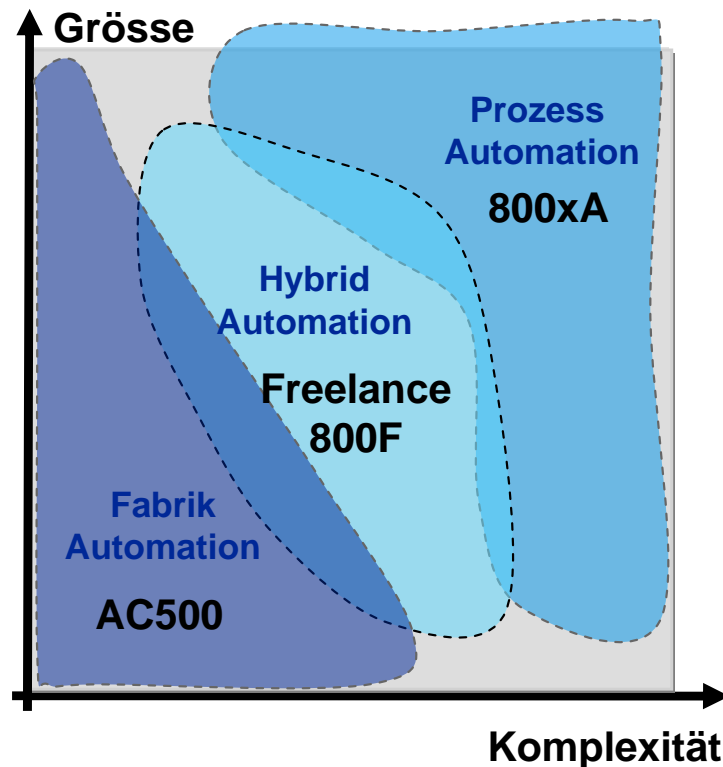 Grösse
Prozess
Automation
800xA
Hybrid
Automation
Freelance
800F
Fabrik
Automation
AC500
Komplexität